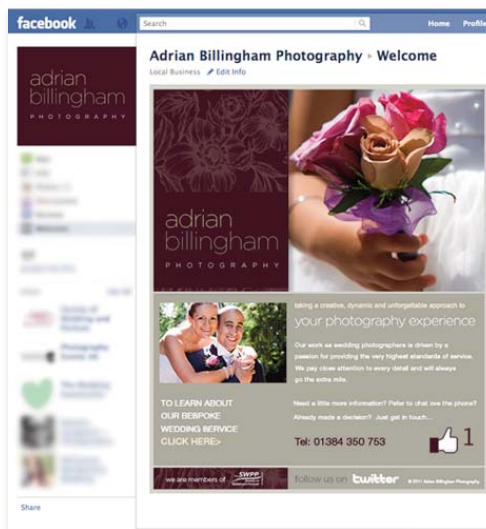 facebook
Search
Home Profile
adrian
billingham
PHOTOGRAPHY
Adrian Billingham Photography Welcome
Local Business Edit Info
adrian
billingham
PHOTOGRAPHY
taking a creative, dynamic and unforgettable approach to
your photography experience
Our work as wedding photographers is driven by a
passion for providing the very highest standards of service.
We pay close attention to every detail and will always
go the extra mile.
TO LEARN ABOUT
OUR BESPOKE
WEDDING SERVICE
CLICK HERE>
Need a little more information? Prefer to chat over the phone?
Already made a decision? Just get in touch...
Tel: 01384 350 753
1
we are members of SWPP
follow us on twitter
© 2011 Adrian Billingham Photography
Share